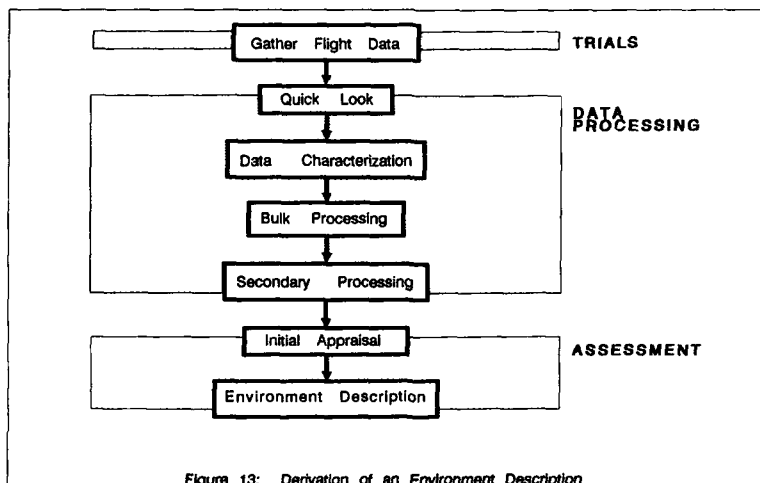 Gather Flight Data
TRIALS
Quick Look
DATA
PROCESSING
Data Characterization
Bulk Processing
Secondary Processing
Initial Appraisal
ASSESSMENT
Environment Description
Figure 13: Derivation of an Environment Description